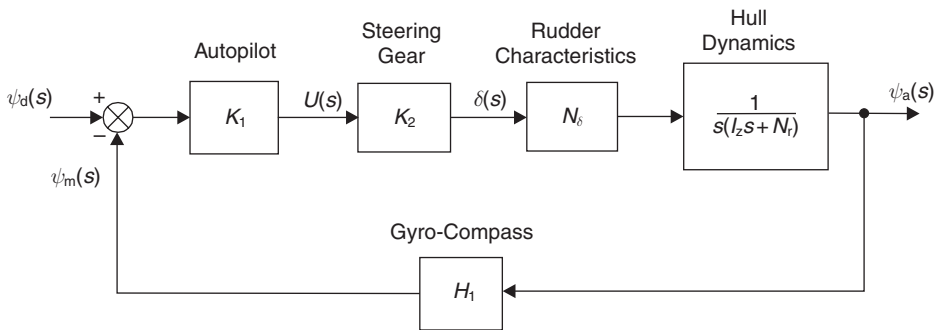 Hull
Dynamics
Steering
Gear
Rudder
Characteristics
Autopilot
ψd(s)
+
−
K1
U(s)
K2
δ(s)
Nδ
1
s(Izs + Nr)
ψa(s)
ψm(s)
Gyro-Compass
H1